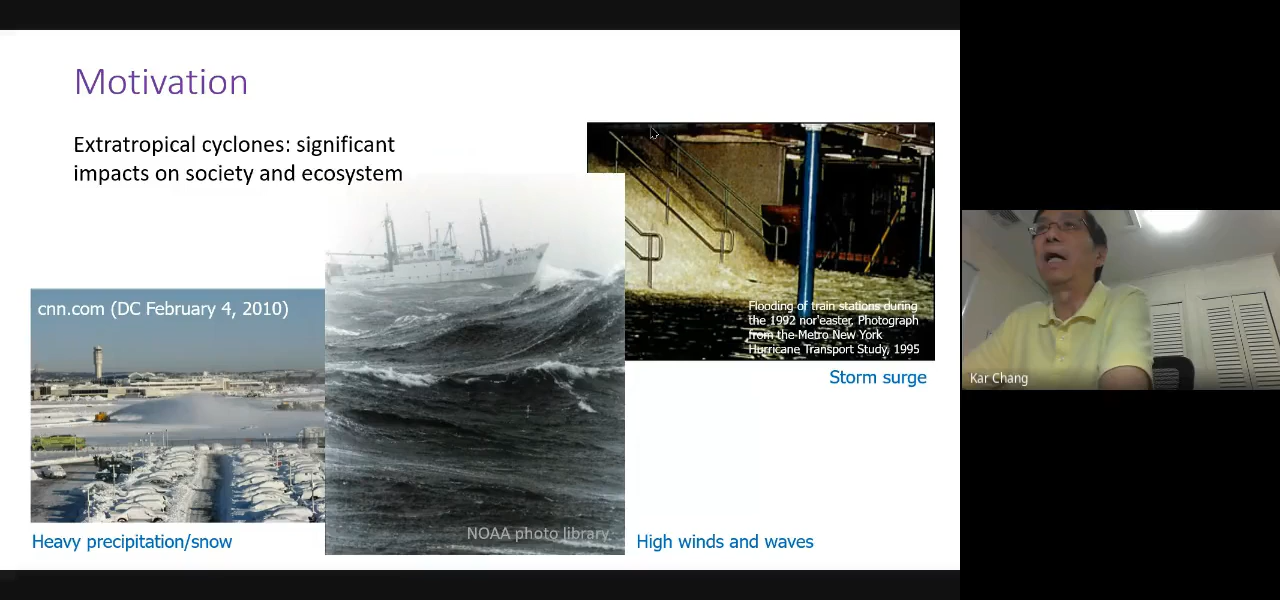 Motivation
Extratropical cyclones: significant
impacts on society and ecosystem
cnn.com (DC February 4, 2010)
Flooding of train stations during
the 1992 nor'easter, Photograph
from the Metro New York
Hurricane Transport Study, 1995
Storm surge
Kar Chang
NOAA photo library
Heavy precipitation/snow
High winds and waves